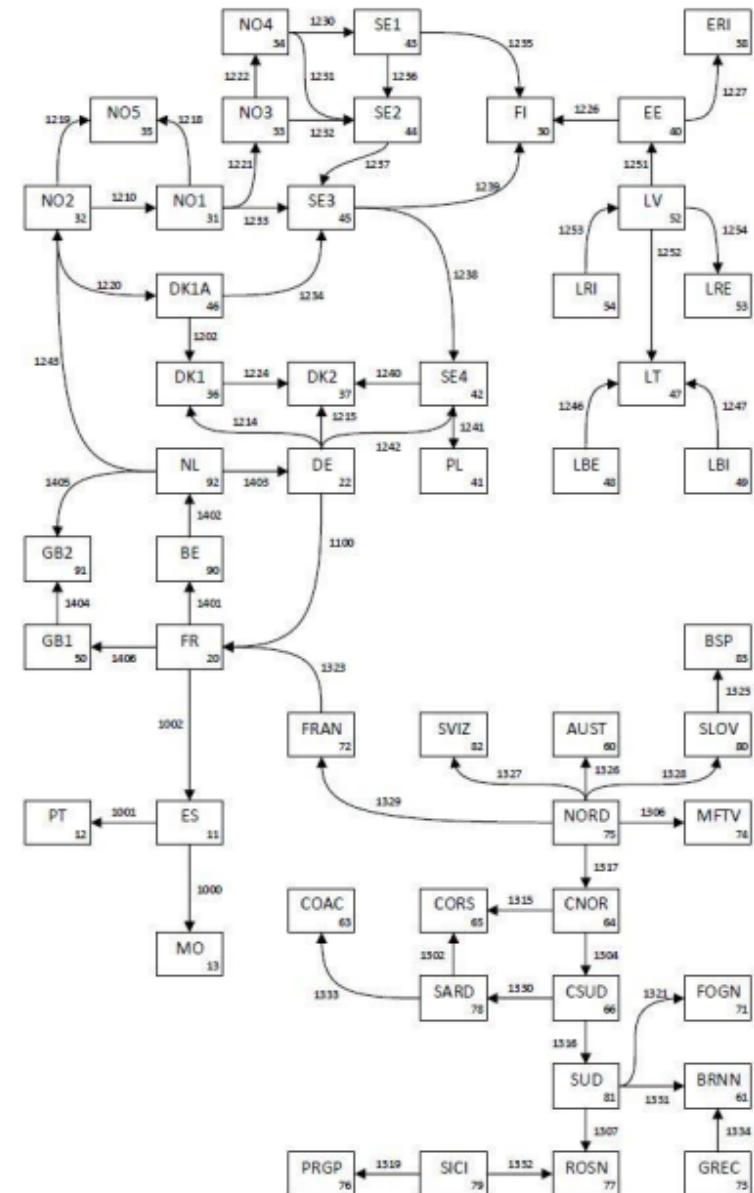 NO4 34
1230
SE1 43
ERI 38
1235
1231
1222
1236
1227
1219
NO5 35
1218
NO3 33
1232
SE2 44
FI 30
1226
EE 40
1221
1237
1251
NO2 32
1210
NO1 31
1233
SE3 45
1239
LV 52
1253
1254
1252
1238
1220
DK1A 46
1234
LRI 54
LRE 53
1202
1243
DK1 36
1224
DK2 37
1240
SE4 42
LT 47
1214
1215
1246
1247
1242
1241
NL 92
1403
DE 22
PL 41
LBE 48
LBI 49
1405
1402
1100
GB2 91
BE 90
1404
1401
GB1 50
1406
FR 20
BSP 83
1323
1325
1002
FRAN 72
SVIZ 82
AUST 60
SLOV 80
1327
1326
1328
1329
PT 12
1001
ES 11
NORD 75
1306
MFTV 74
1317
1000
COAC 63
CORS 65
1315
CNOR 64
MO 13
1302
1304
1333
SARD 78
1330
CSUD 66
1321
FOGN 71
1316
SUD 81
1331
BRNN 61
1307
1334
PRGP 76
1319
SICI 79
1332
ROSN 77
GREC 73